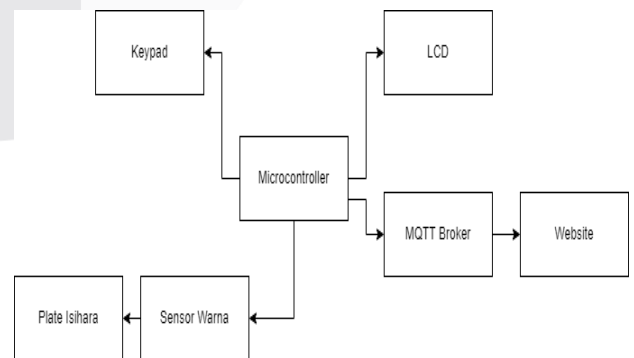 Keypad
LCD
Microcontroller
MQTT Broker
Website
Plate Isihara
Sensor Warna